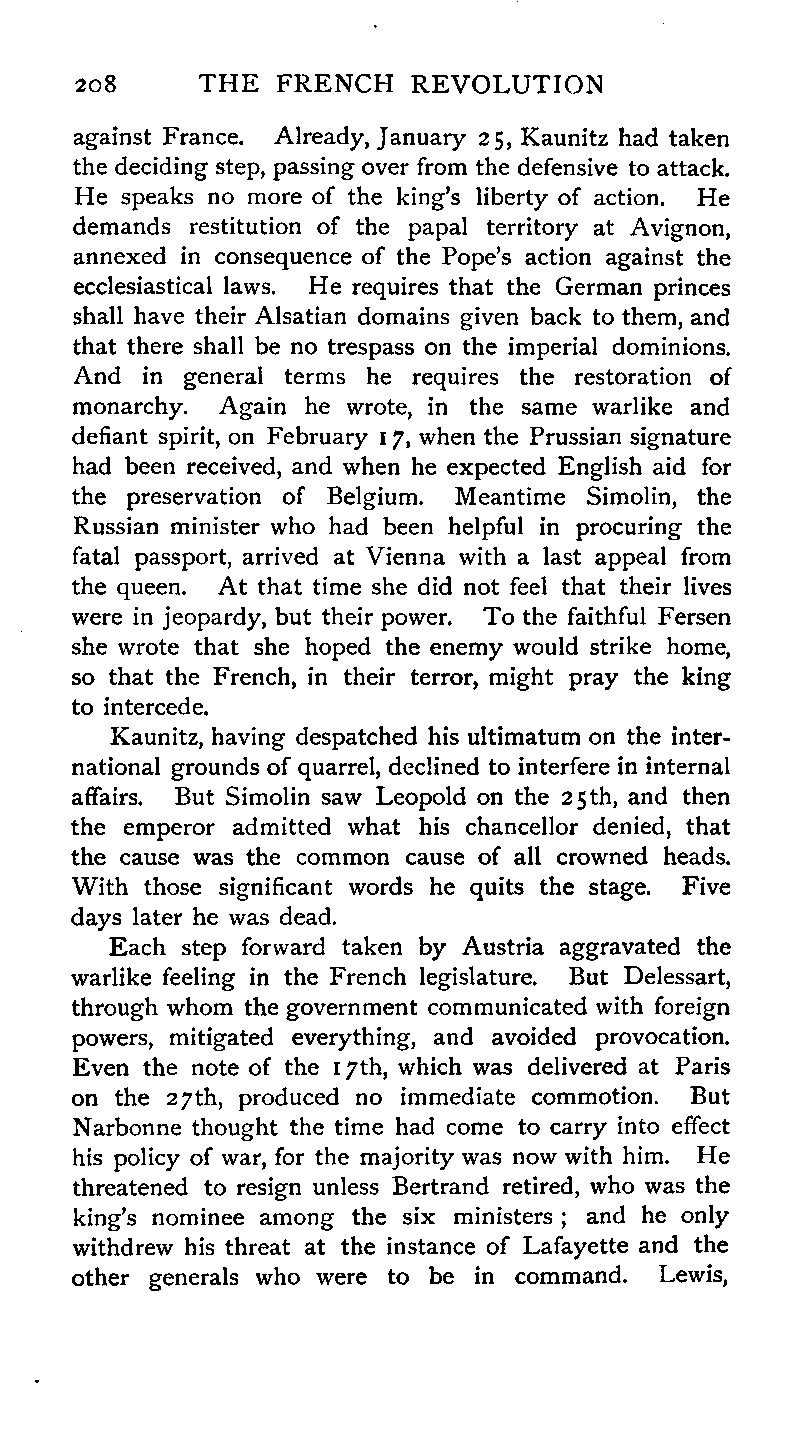 208 THE FRENCH REVOLUTION
against France. Already, January 25, Kaunitz had taken
the deciding step, passing over from the defensive to attack.
He speaks no more of the king's liberty of action. He
demands restitution of the papal territory at Avignon,
annexed in consequence of the Pope's action against the
ecclesiastical laws. He requires that the German princes
shall have their Alsatian domains given back to them, and
that there shall be no trespass on the imperial dominions.
And in general terms he requires the restoration of
monarchy. Again he wrote, in the same warlike and
defiant spirit, on February 17, when the Prussian signature
had been received, and when he expected English aid for
the preservation of Belgium. Meantime Simolin, the
Russian minister who had been helpful in procuring the
fatal passport, arrived at Vienna with a last appeal from
the queen. At that time she did not feel that their lives
were in jeopardy, but their power. To the faithful Fersen
she wrote that she hoped the enemy would strike home,
so that the French, in their terror, might pray the king
to intercede.
Kaunitz, having despatched his ultimatum on the inter-
national grounds of quarrel, declined to interfere in internal
affairs. But Simolin saw Leopold on the 25th, and then
the emperor admitted what his chancellor denied, that
the cause was the common cause of all crowned heads.
With those significant words he quits the stage. Five
days later he was dead.
Each step forward taken by Austria aggravated the
warlike feeling in the French legislature. But Delessart,
through whom the government communicated with foreign
powers, mitigated everything, and avoided provocation.
Even the note of the 17th, which was delivered at Paris
on the 27th, produced no immediate commotion. But
Narbonne thought the time had come to carry into effect
his policy of war, for the majority was now with him. He
threatened to resign unless Bertrand retired, who was the
king's nominee among the six ministers ; and he only
withdrew his threat at the instance of Lafayette and the
other generals who were to be in command. Lewis,